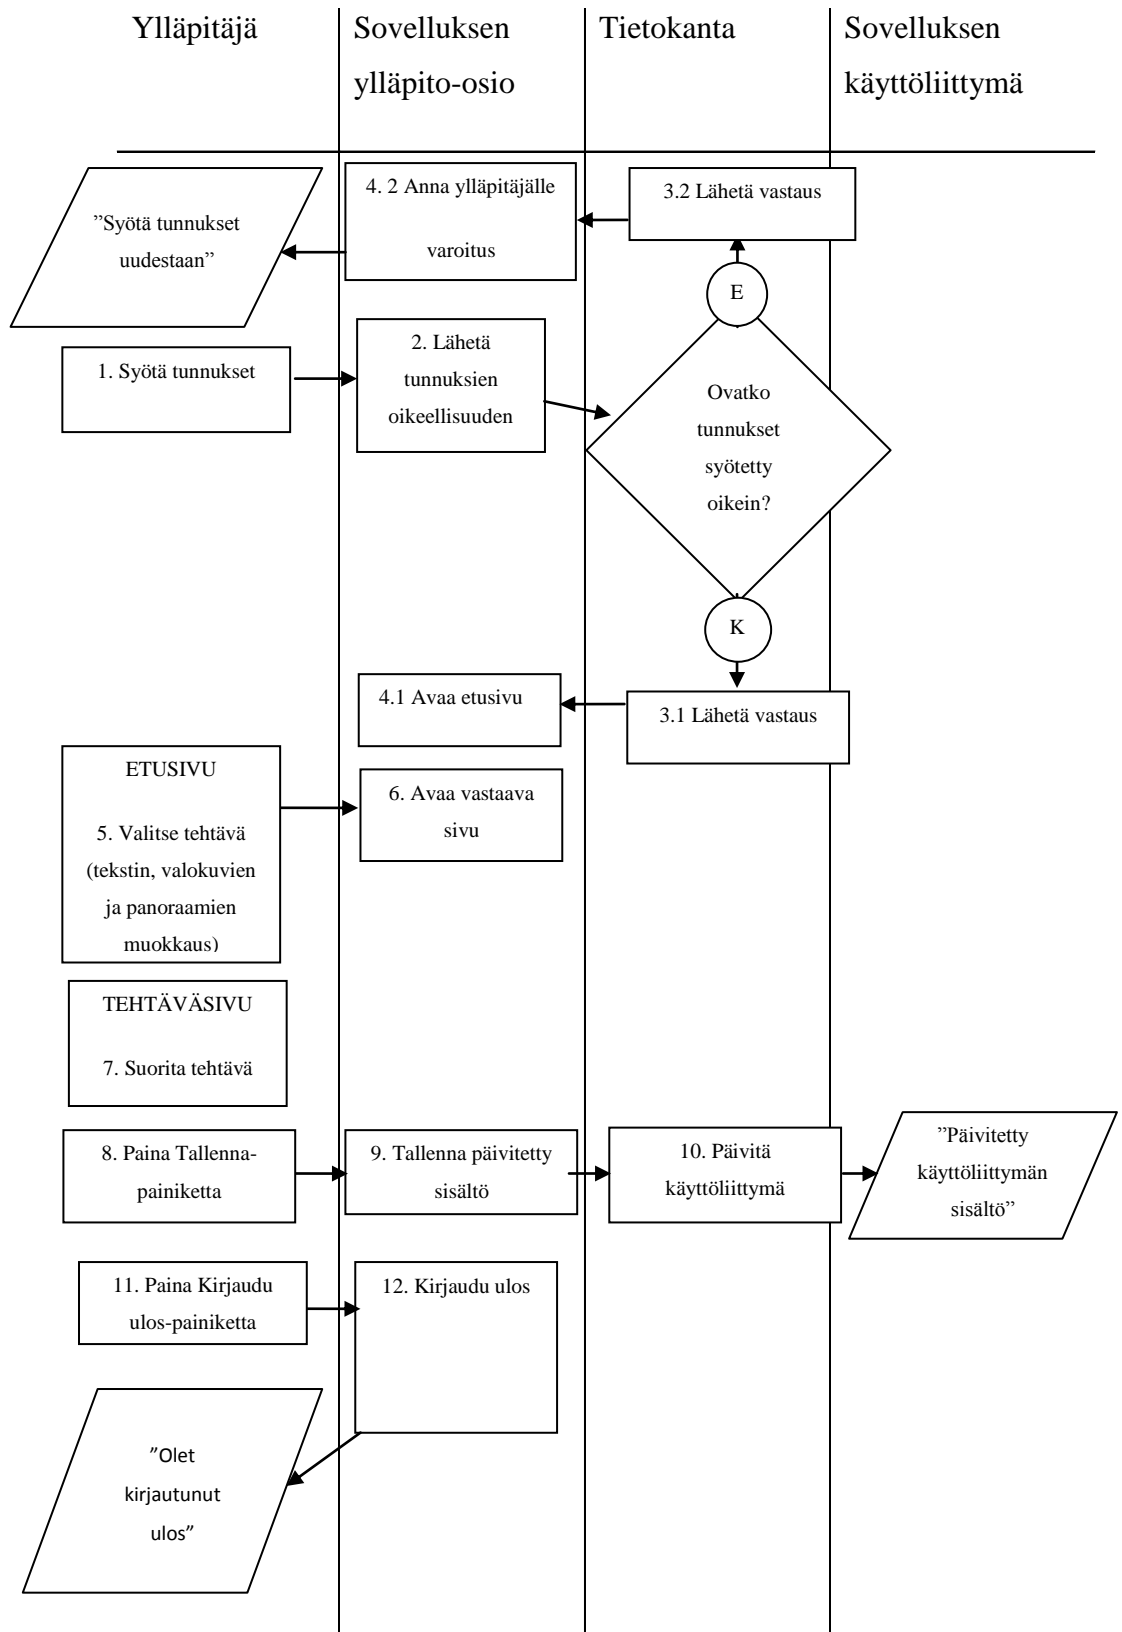 Ylläpitäjä
Sovelluksen
ylläpito-osio
Tietokanta
Sovelluksen
käyttöliittymä
”Syötä tunnukset
uudestaan”
4. 2 Anna ylläpitäjälle
varoitus
3.2 Lähetä vastaus
E
1. Syötä tunnukset
2. Lähetä
tunnuksien
oikeellisuuden
Ovatko
tunnukset
syötetty
oikein?
K
4.1 Avaa etusivu
3.1 Lähetä vastaus
ETUSIVU
5. Valitse tehtävä
(tekstin, valokuvien
ja panoraamien
muokkaus)
6. Avaa vastaava
sivu
TEHTÄVÄSIVU
7. Suorita tehtävä
8. Paina Tallenna-
painiketta
9. Tallenna päivitetty
sisältö
10. Päivitä
käyttöliittymä
”Päivitetty
käyttöliittymän
sisältö”
11. Paina Kirjaudu
ulos-painiketta
12. Kirjaudu ulos
”Olet
kirjautunut
ulos”